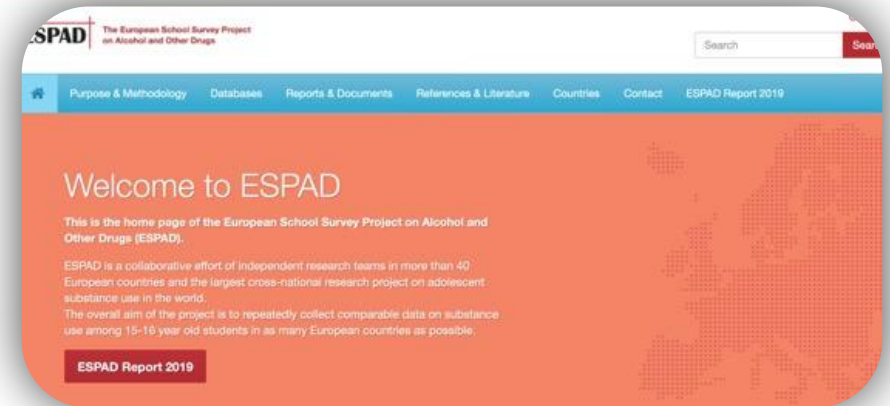 ESPAD The European School Survey Project
on Alcohol and Other Drugs
Search
Purpose & Methodology Databases Reports & Documents References & Literature Countries Contact ESPAD Report 2019
Welcome to ESPAD
This is the home page of the European School Survey Project on Alcohol and
Other Drugs (ESPAD).
ESPAD is a collaborative effort of independent research teams in more than 40
European countries and the largest cross-national research project on adolescent
substance use in the world.
The overall aim of the project is to repeatedly collect comparable data on substance
use among 15-16 year old students in as many European countries as possible.
ESPAD Report 2019